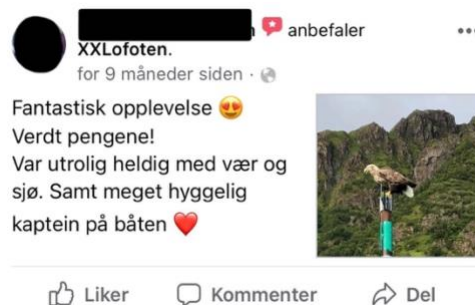 anbefaler
XXLofoten.
for 9 måneder siden ·
Fantastisk opplevelse 😍
Verdt pengene!
Var utrolig heldig med vær og
sjø. Samt meget hyggelig
kaptein på båten ❤️
Liker
Kommenter
Del